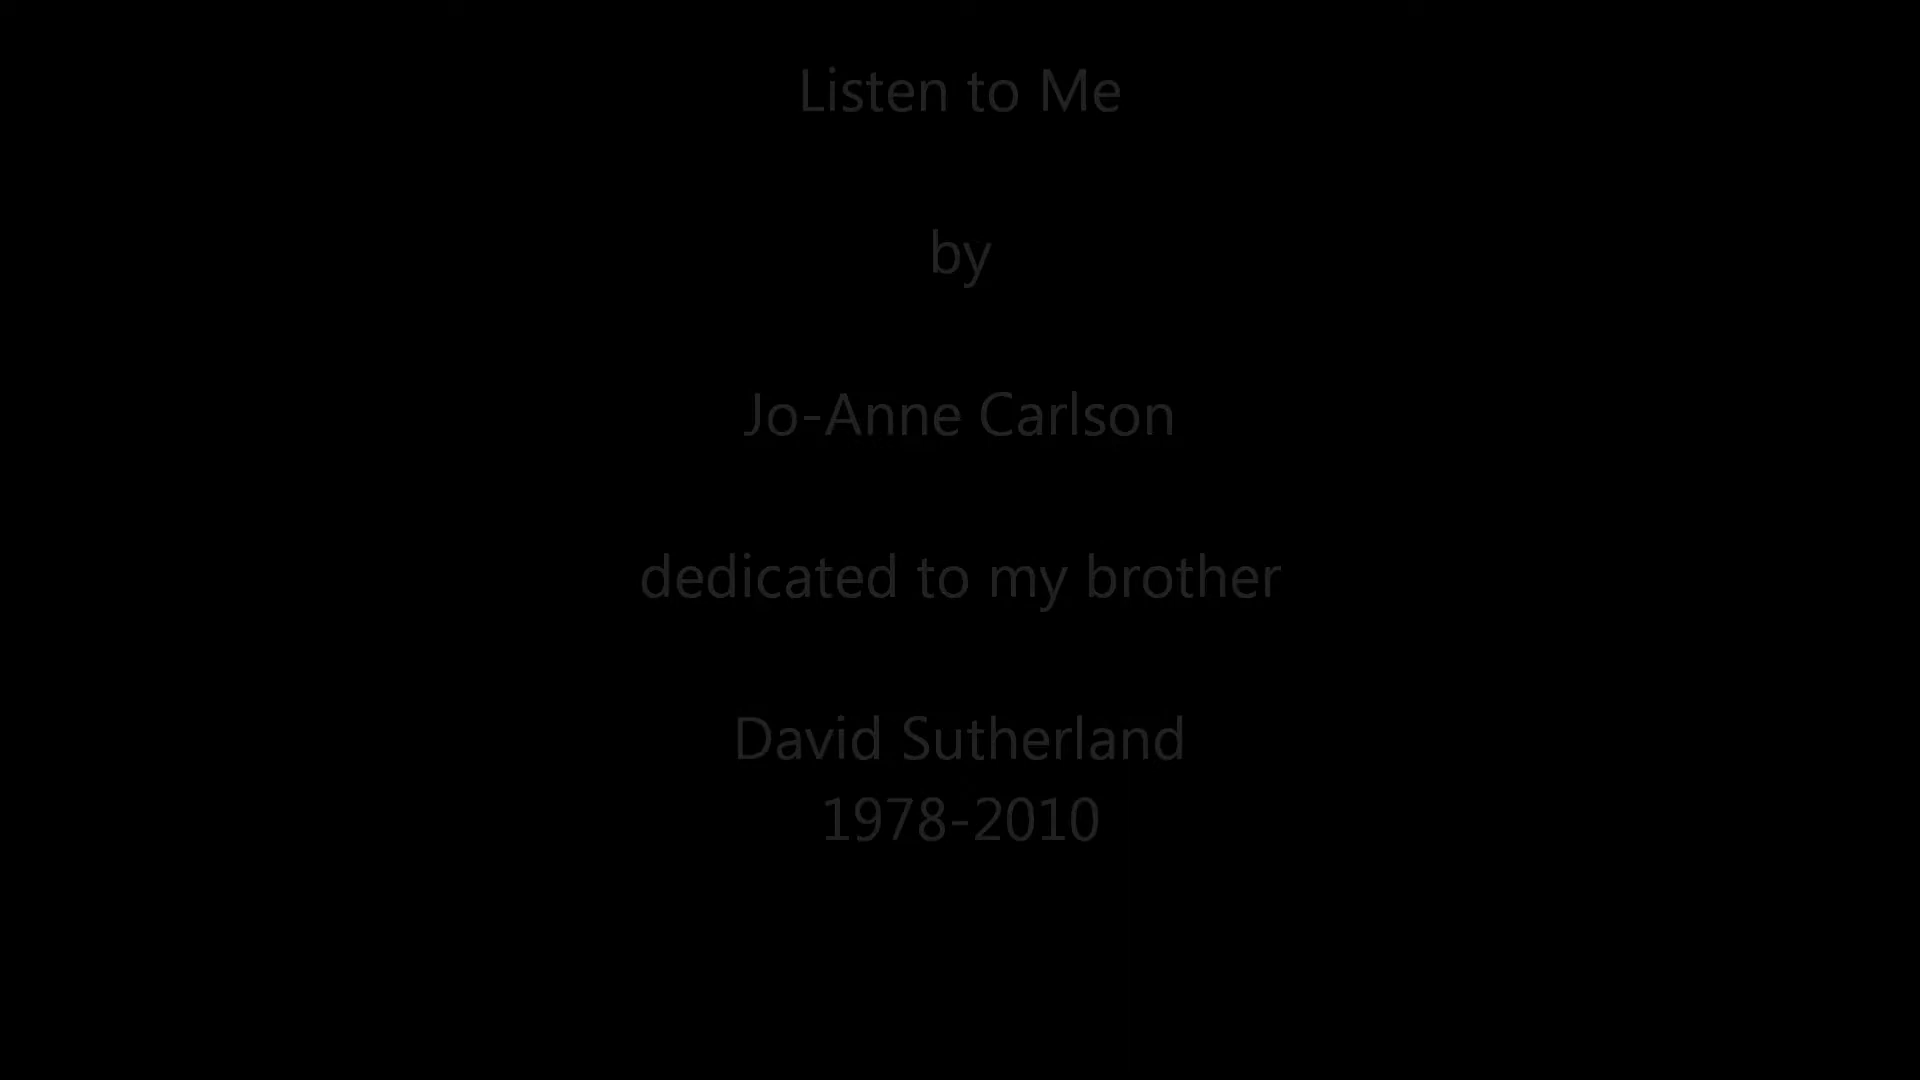 Listen to Me
by
Jo-Anne Carlson
dedicated to my brother
David Sutherland
1978-2010